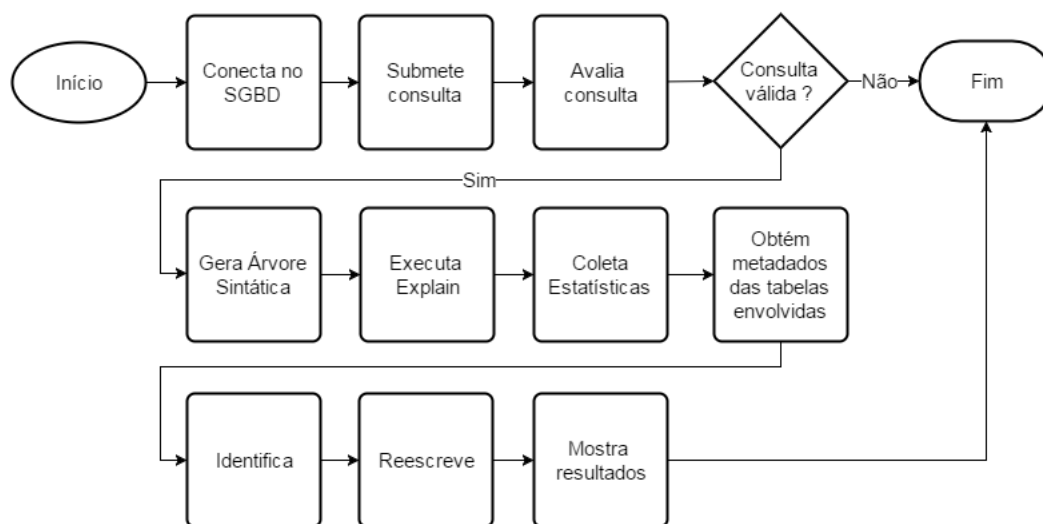 Início
Conecta no
SGBD
Submete
consulta
Avalia
consulta
Consulta
válida ?
Não
Fim
Sim
Gera Árvore
Sintática
Executa
Explain
Coleta
Estatísticas
Obtém
metadados
das tabelas
envolvidas
Identifica
Reescreve
Mostra
resultados